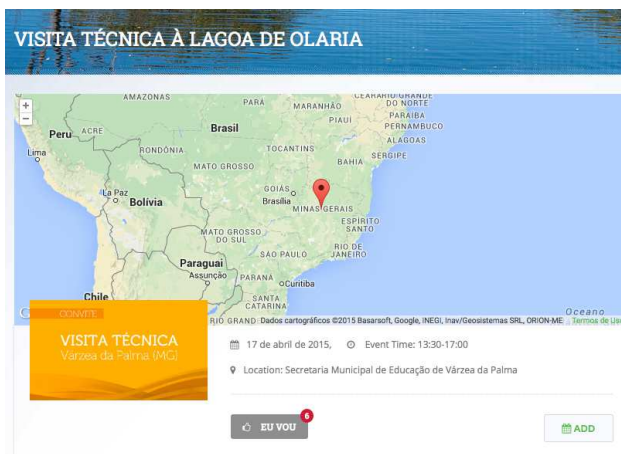 VISITA TÉCNICA À LAGOA DE OLARIA
+
−
AMAZONAS
PARÁ
MARANHÃO
CEARÁRIO GRANDE
DO NORTE
PARAÍBA
PIAUÍ
PERNAMBUCO
Peru
ACRE
Brasil
ALAGOAS
Lima
RONDÔNIA
TOCANTINS
SERGIPE
MATO GROSSO
BAHIA
La Paz
GOIÁS
Bolívia
Brasília
MINAS GERAIS
ESPÍRITO
SANTO
MATO GROSSO
DO SUL
SÃO PAULO
RIO DE
JANEIRO
Paraguai
Assunção
PARANÁ
Curitiba
Chile
SANTA
CATARINA
Oceano
RIO GRAND
Dados cartográficos ©2015 Basarsoft, Google, INEGI, Inav/Geosistemas SRL, ORION-ME
Termos de Us
CONVITE
VISITA TÉCNICA
Várzea da Palma (MG)
17 de abril de 2015, Event Time: 13:30-17:00
Location: Secretaria Municipal de Educação de Várzea da Palma
EU VOU 6
ADD